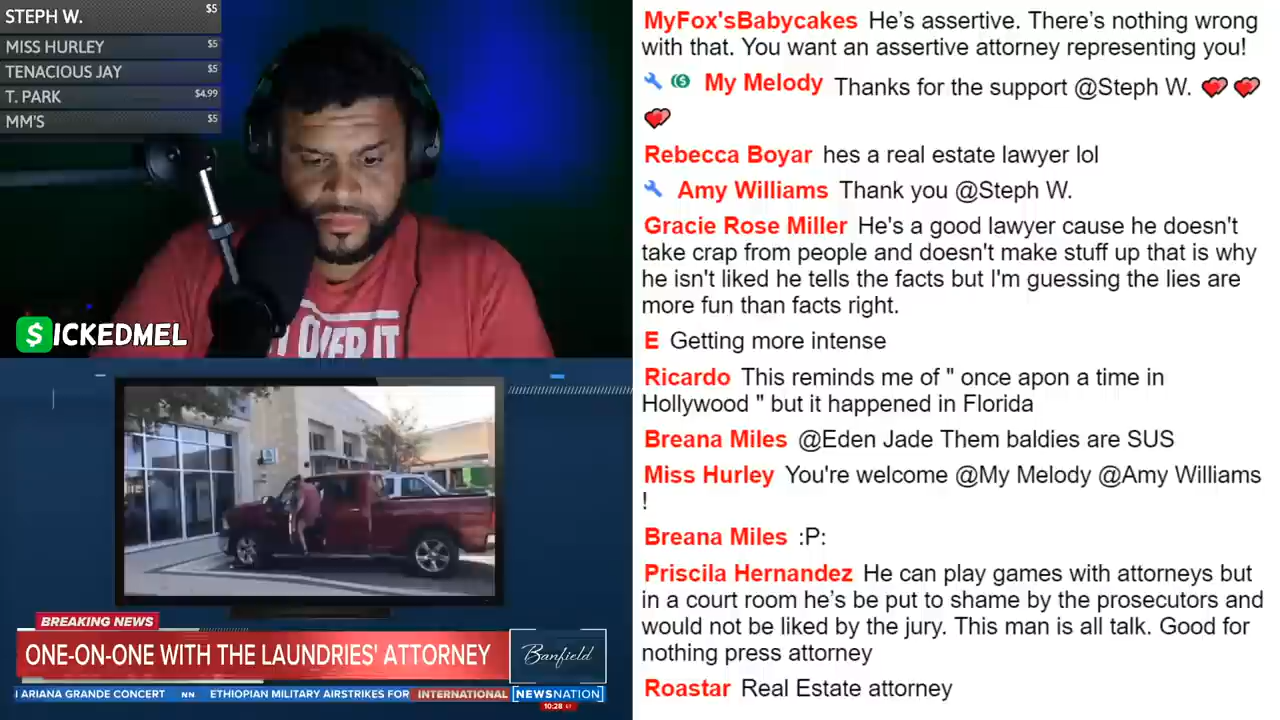 STEPH W. $5
MISS HURLEY $5
TENACIOUS JAY $5
T. PARK $4.99
MM'S $5
OVER IT
$ICKEDMEL
BREAKING NEWS
ONE-ON-ONE WITH THE LAUNDRIES' ATTORNEY
Banfield
I ARIANA GRANDE CONCERT NN ETHIOPIAN MILITARY AIRSTRIKES FOR INTERNATIONAL NEWSNATION
10:28 ET
MyFox'sBabycakes He’s assertive. There’s nothing wrong
with that. You want an assertive attorney representing you!
My Melody Thanks for the support @Steph W.
Rebecca Boyar hes a real estate lawyer lol
Amy Williams Thank you @Steph W.
Gracie Rose Miller He's a good lawyer cause he doesn't
take crap from people and doesn't make stuff up that is why
he isn't liked he tells the facts but I'm guessing the lies are
more fun than facts right.
E Getting more intense
Ricardo This reminds me of " once apon a time in
Hollywood " but it happened in Florida
Breana Miles @Eden Jade Them baldies are SUS
Miss Hurley You're welcome @My Melody @Amy Williams
!
Breana Miles :P:
Priscila Hernandez He can play games with attorneys but
in a court room he’s be put to shame by the prosecutors and
would not be liked by the jury. This man is all talk. Good for
nothing press attorney
Roastar Real Estate attorney